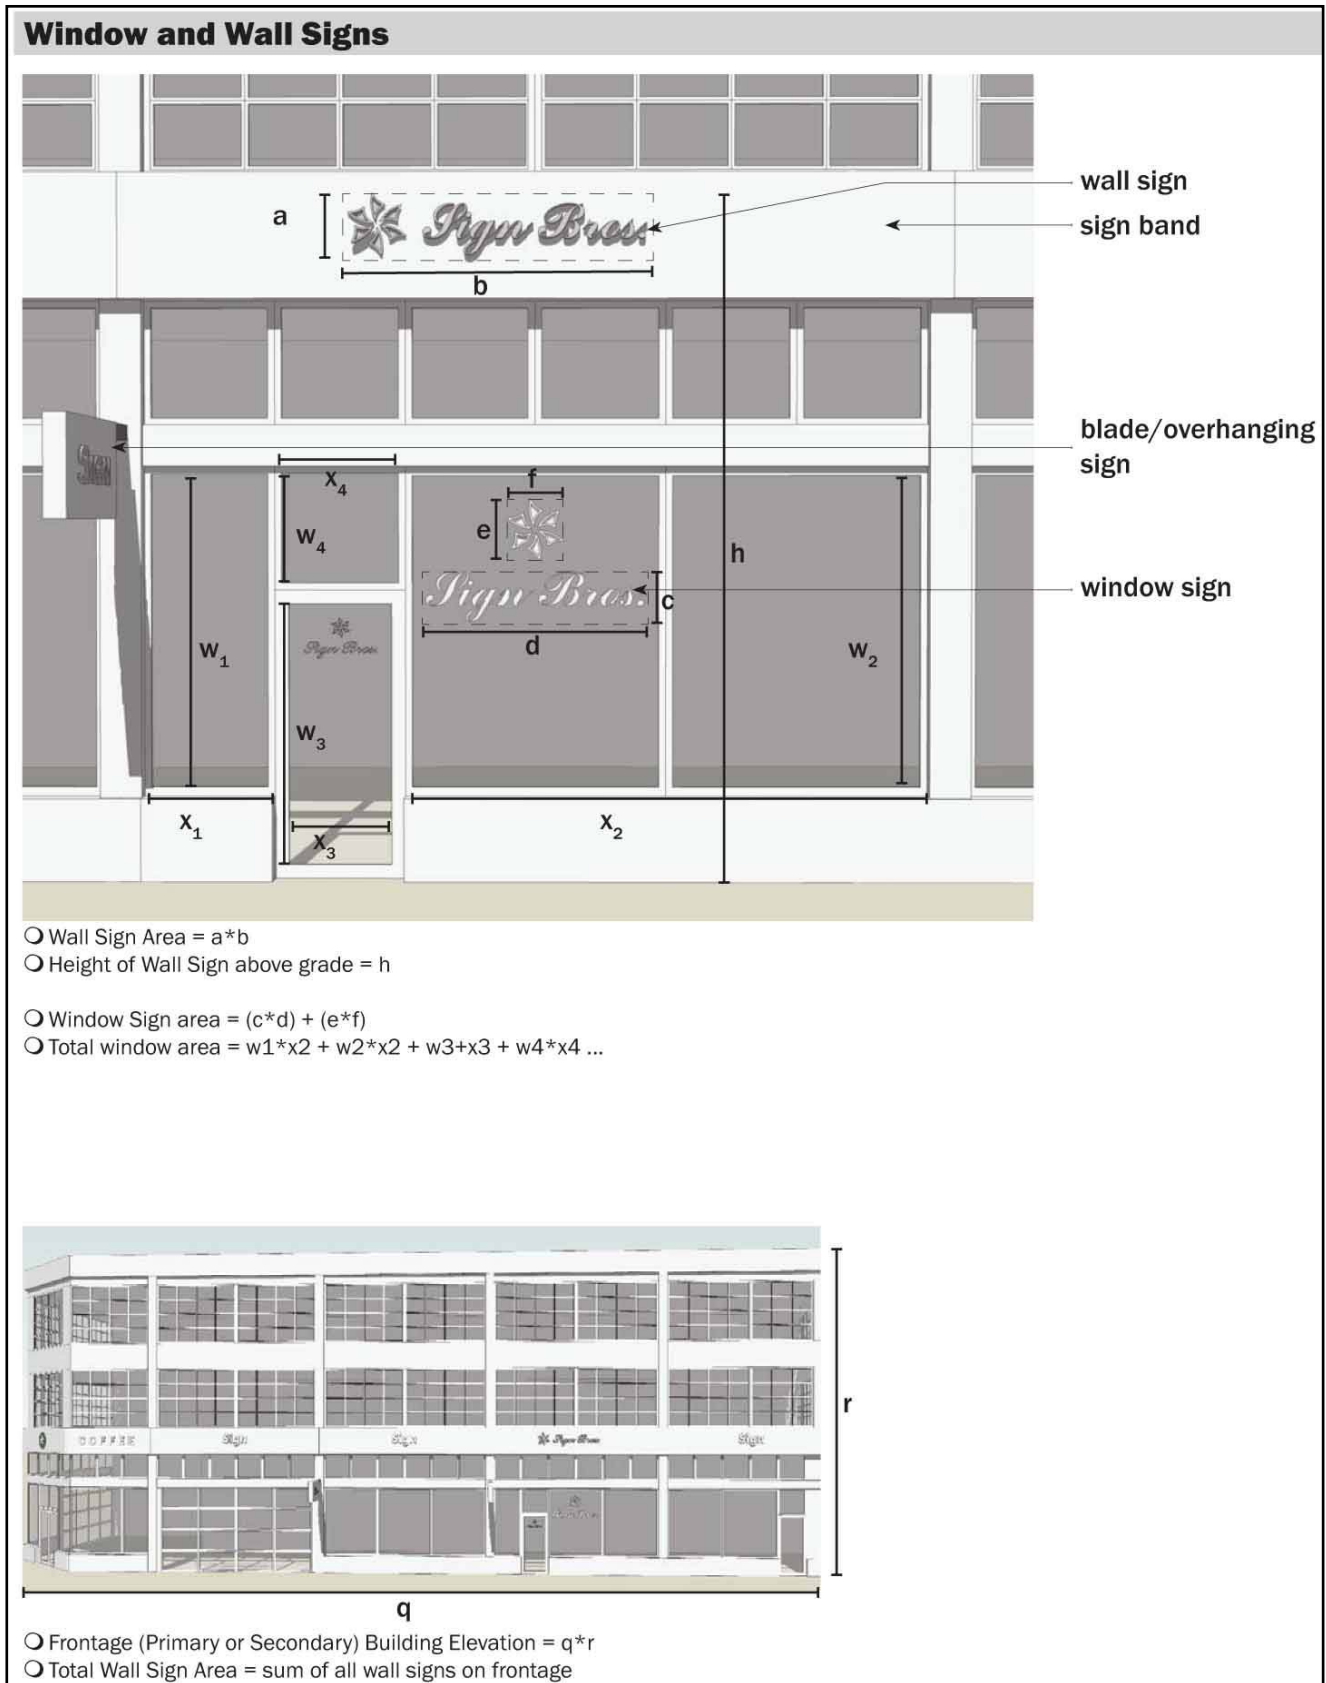 Window and Wall Signs
a
Sign Bros.
wall sign
sign band
b
blade/overhanging
sign
Sign
x4
f
w4
e
h
Sign Bros.
c
window sign
d
Sign Bros.
w1
w2
w3
x1
x3
x2
Wall Sign Area = a*b
Height of Wall Sign above grade = h
Window Sign area = (c*d) + (e*f)
Total window area = w1*x2 + w2*x2 + w3+x3 + w4*x4 ...
r
COFFEE
Sign
Sign
Sign Bros.
Sign
q
Frontage (Primary or Secondary) Building Elevation = q*r
Total Wall Sign Area = sum of all wall signs on frontage